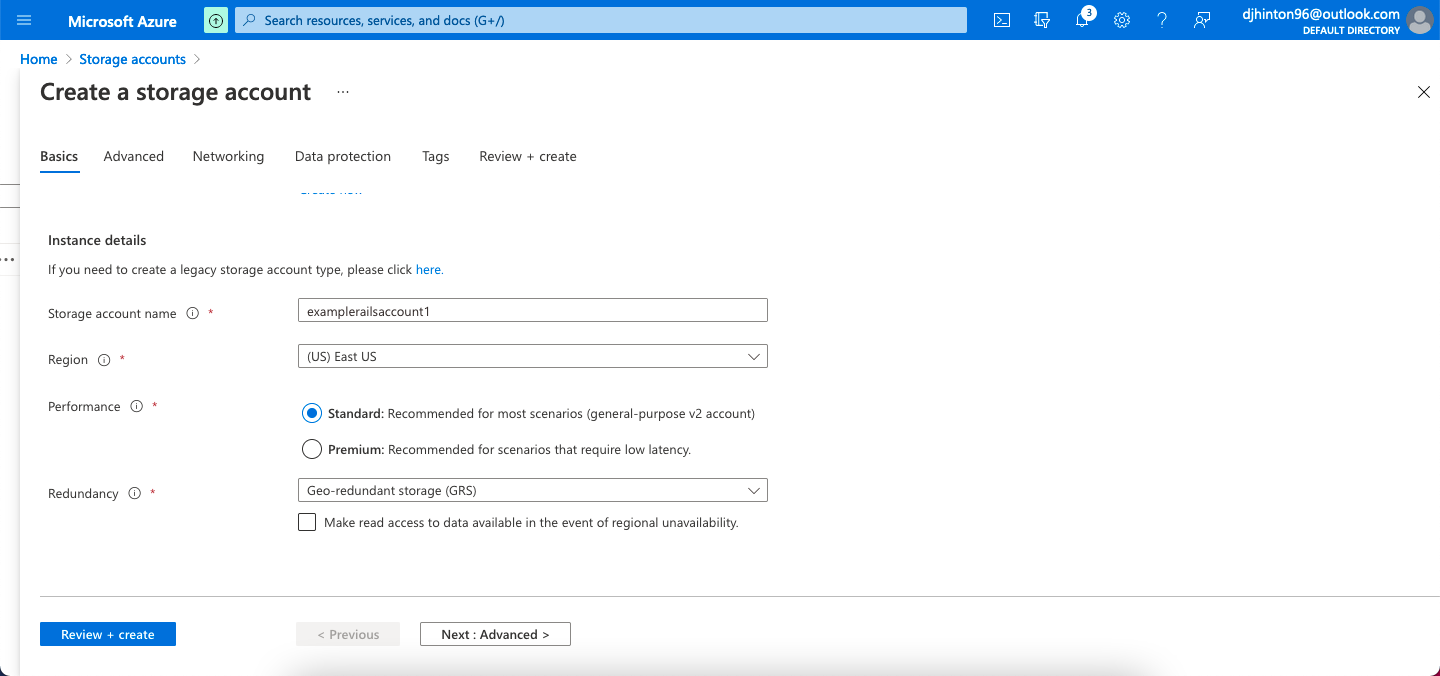 Microsoft Azure
Search resources, services, and docs (G+/)
3
djhinton96@outlook.com
DEFAULT DIRECTORY
Home > Storage accounts >
Create a storage account ...
Basics Advanced Networking Data protection Tags Review + create
Instance details
If you need to create a legacy storage account type, please click here.
Storage account name * examplerailsaccount1
Region * (US) East US
Performance * Standard: Recommended for most scenarios (general-purpose v2 account)
Premium: Recommended for scenarios that require low latency.
Redundancy * Geo-redundant storage (GRS)
Make read access to data available in the event of regional unavailability.
Review + create < Previous Next : Advanced >